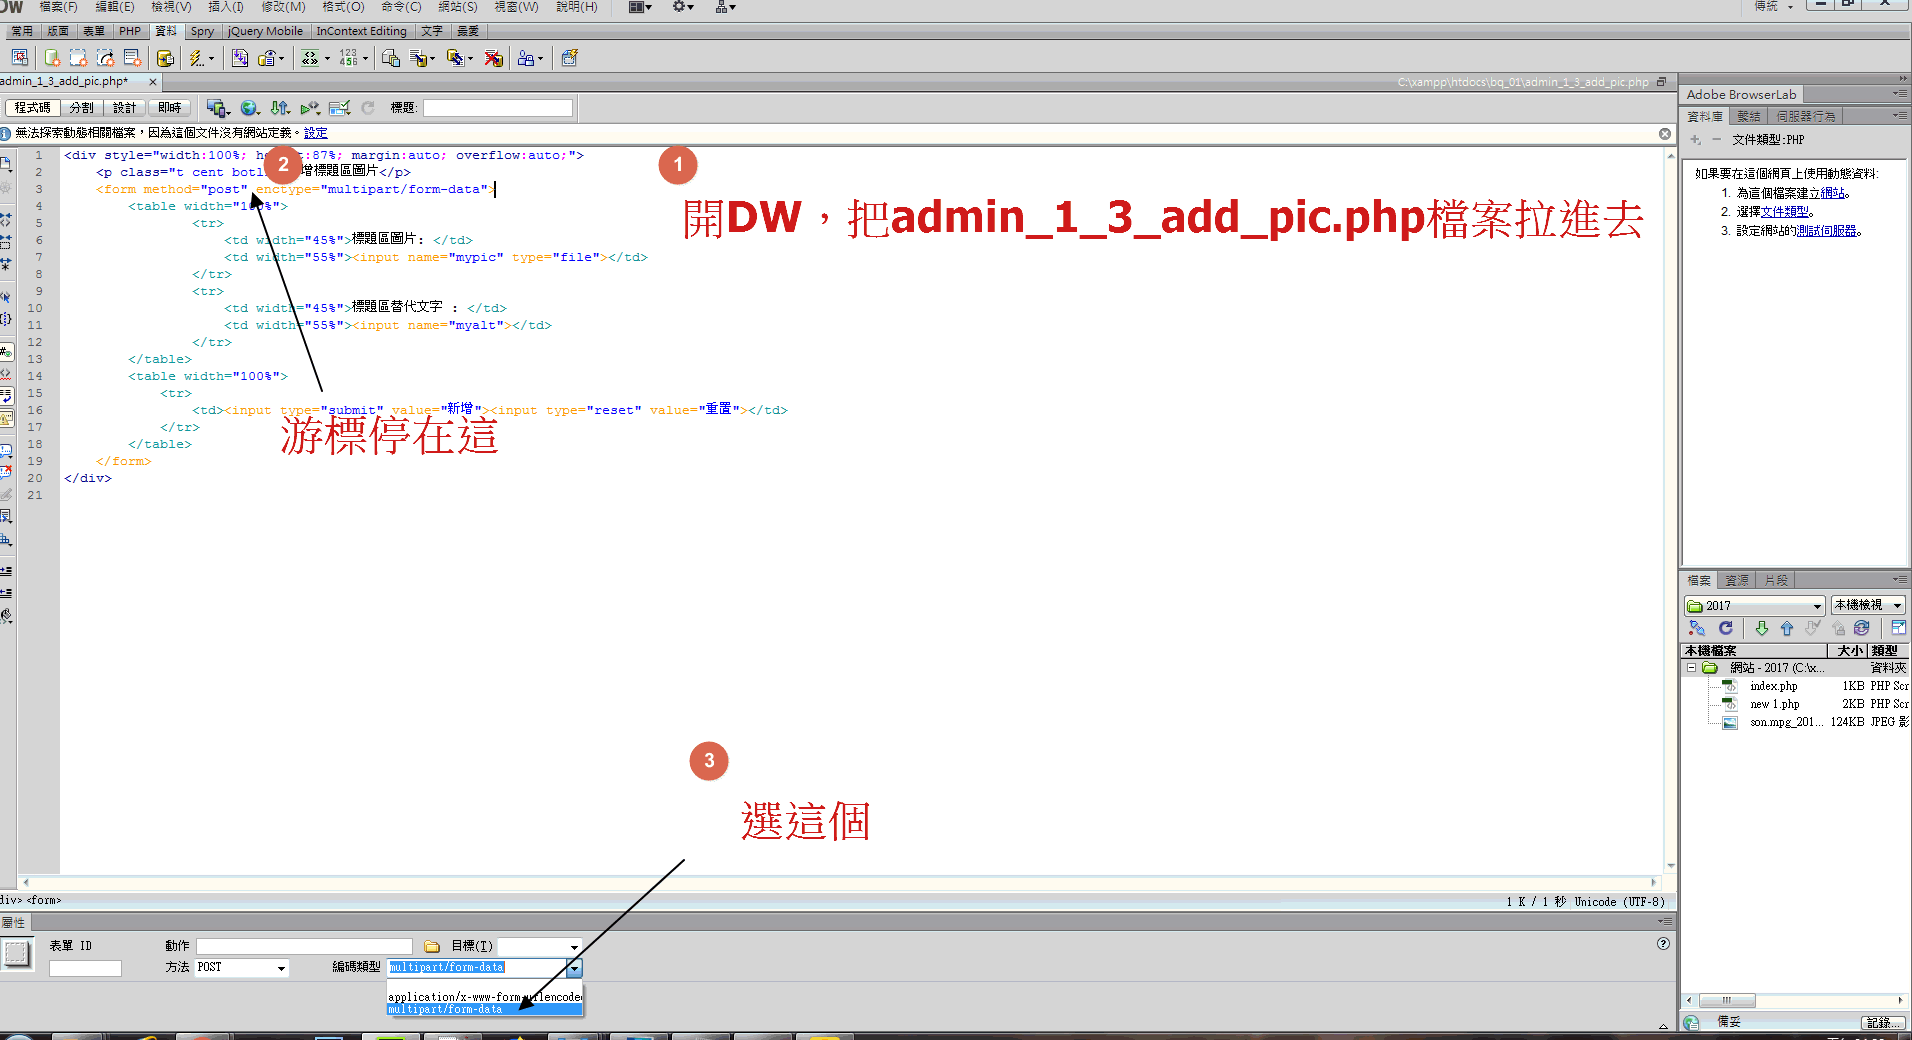 DW 檔案(F) 編輯(E) 檢視(V) 插入(I) 修改(M) 格式(O) 命令(C) 網站(S) 視窗(W) 說明(H) 傳統
常用 版面 表單 PHP 資料 Spry jQuery Mobile InContext Editing 文字 最愛
admin_1_3_add_pic.php* × C:\xampp\htdocs\bq_01\admin_1_3_add_pic.php
程式碼 分割 設計 即時 標題:
無法探索動態相關檔案，因為這個文件沒有網站定義。設定
1 <div style="width:100%; he :87%; margin:auto; overflow:auto;">
2 <p class="t cent botli 增標題區圖片</p>
3 <form method="post" enctype="multipart/form-data">
4 <table width="100%">
5 <tr>
6 <td width="45%">標題區圖片：</td>
7 <td width="55%"><input name="mypic" type="file"></td>
8 </tr>
9 <tr>
10 <td width="45%">標題區替代文字 ：</td>
11 <td width="55%"><input name="myalt"></td>
12 </tr>
13 </table>
14 <table width="100%">
15 <tr>
16 <td><input type="submit" value="新增"><input type="reset" value="重置"></td>
17 </tr>
18 </table>
19 </form>
20 </div>
21
1
開DW，把admin_1_3_add_pic.php檔案拉進去
2
游標停在這
3
選這個
div> <form>
1 K / 1 秒 Unicode (UTF-8)
屬性
表單 ID 動作 目標(T)
方法 POST 編碼類型 multipart/form-data
application/x-www-form-urlencoded
multipart/form-data
Adobe BrowserLab
資料庫 繫結 伺服器行為
文件類型:PHP
如果要在這個網頁上使用動態資料:
1. 為這個檔案建立網站。
2. 選擇文件類型。
3. 設定網站的測試伺服器。
檔案 資源 片段
2017 本機檢視
本機檔案 大小 類型
網站 - 2017 (C:\x... 資料夾
index.php 1KB PHP Scr
new 1.php 2KB PHP Scr
son.mpg_201... 124KB JPEG 影
備妥 記錄...